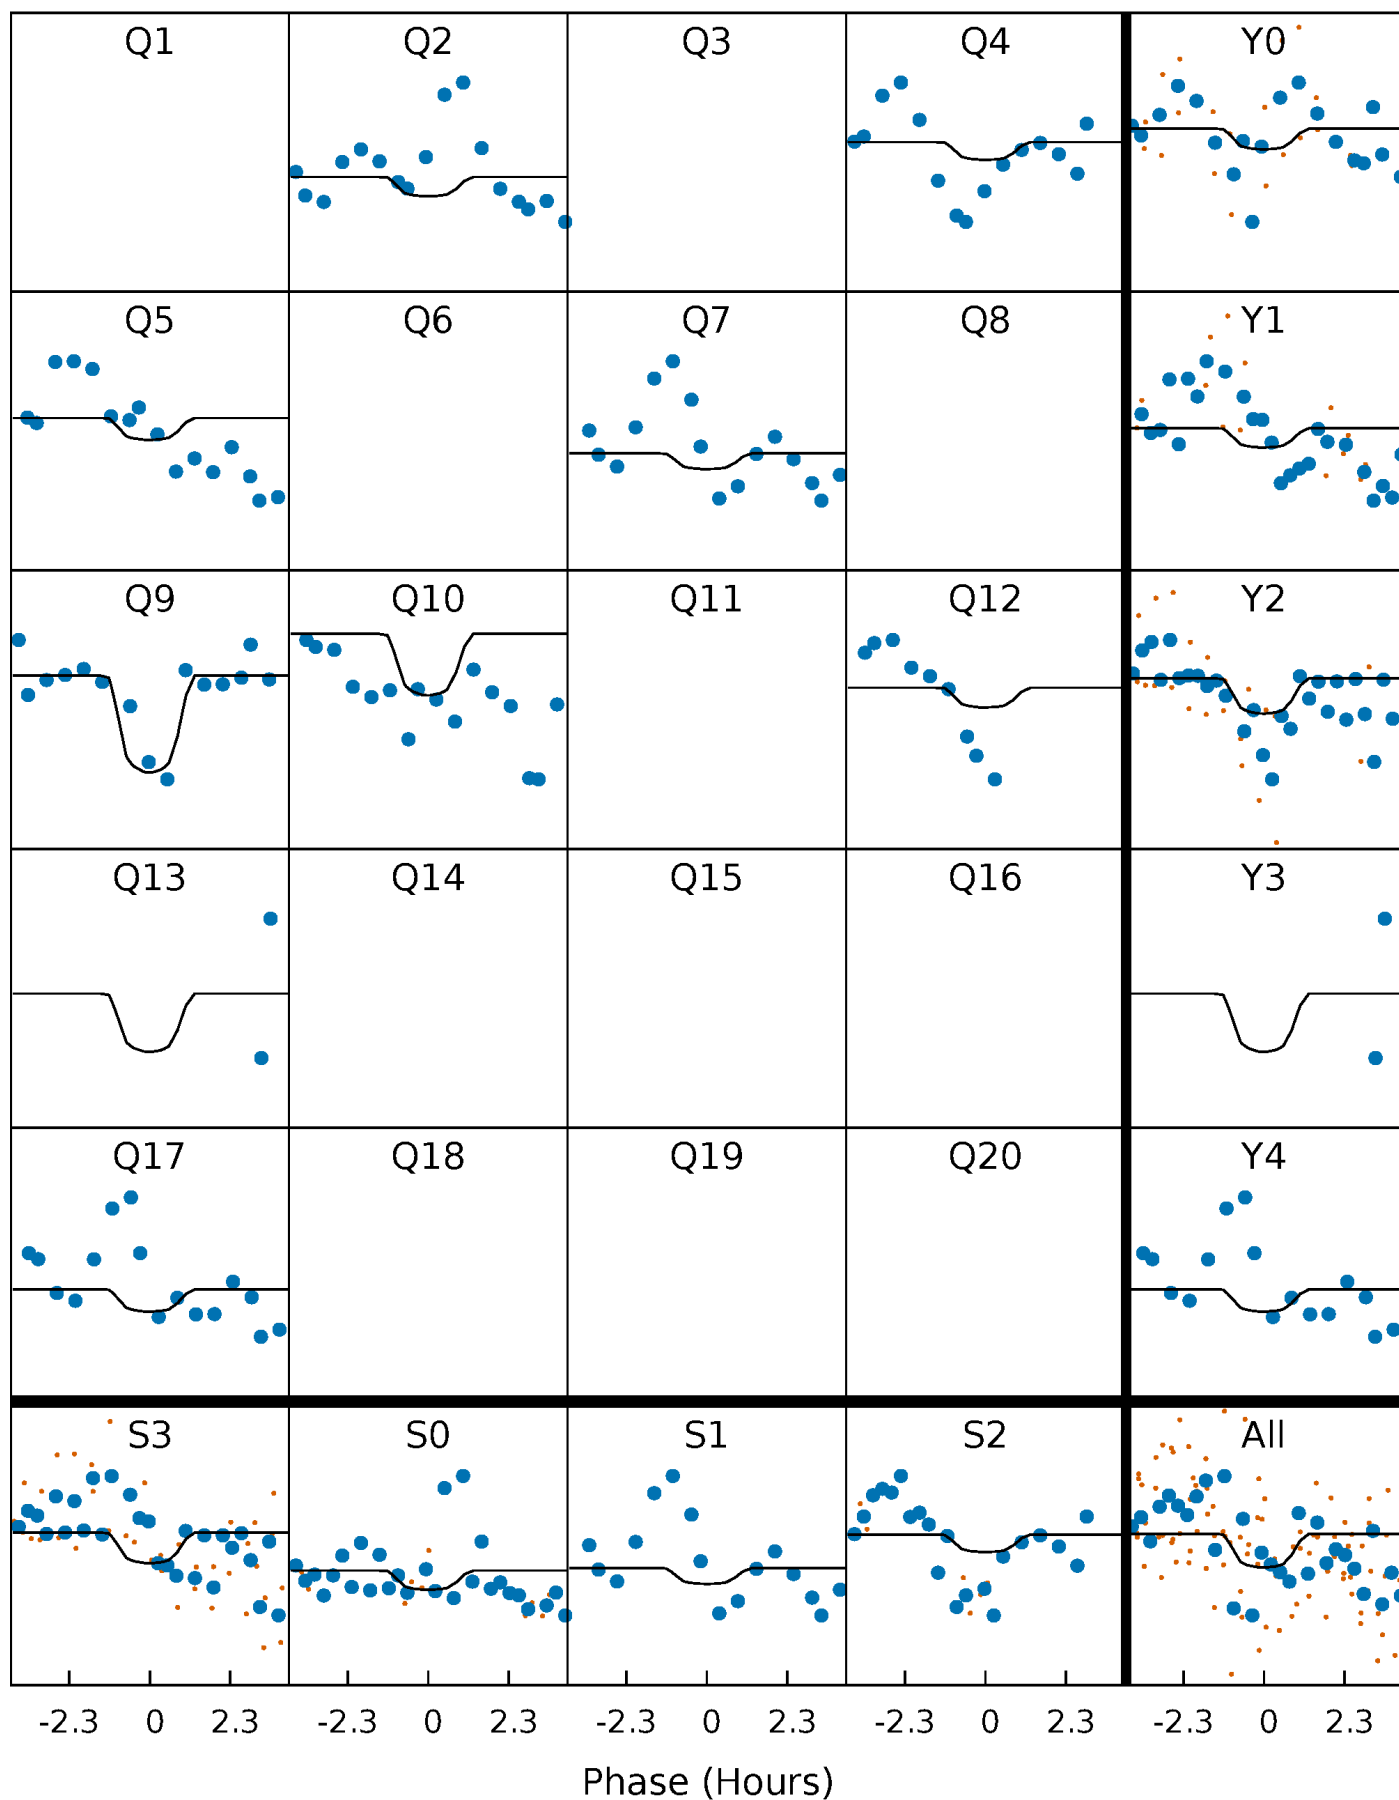 Q1 Q2 Q3 Q4 Y0
Q5 Q6 Q7 Q8 Y1
Q9 Q10 Q11 Q12 Y2
Q13 Q14 Q15 Q16 Y3
Q17 Q18 Q19 Q20 Y4
S3 S0 S1 S2 All
-2.3 0 2.3 -2.3 0 2.3 -2.3 0 2.3 -2.3 0 2.3 -2.3 0 2.3
Phase (Hours)